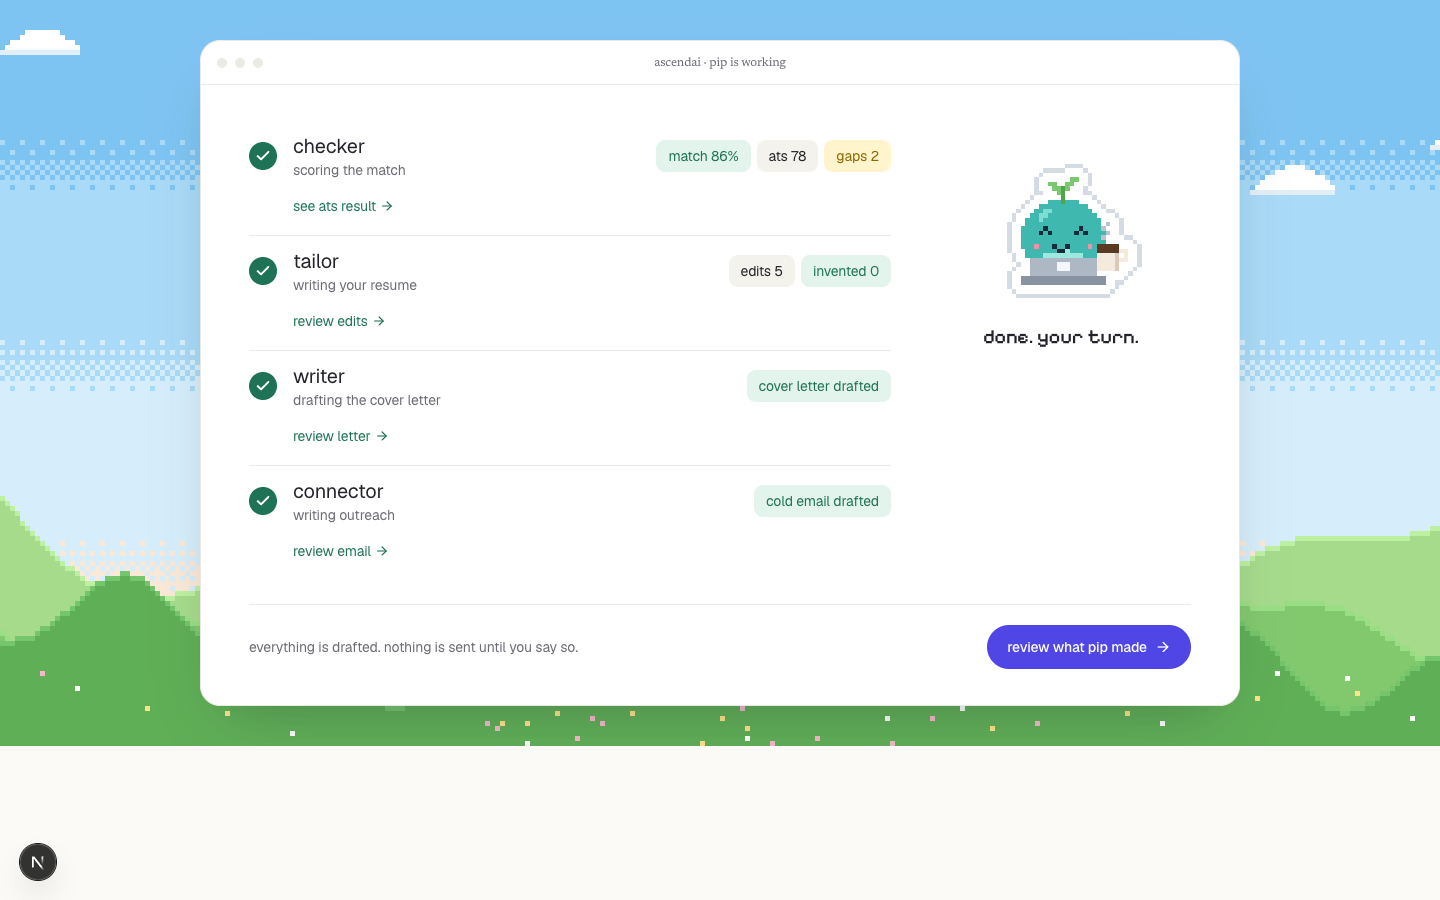 ascendai · pip is working
checker
scoring the match
match 86%
ats 78
gaps 2
see ats result →
tailor
writing your resume
edits 5
invented 0
review edits →
writer
drafting the cover letter
cover letter drafted
review letter →
connector
writing outreach
cold email drafted
review email →
done. your turn.
everything is drafted. nothing is sent until you say so.
review what pip made →
N